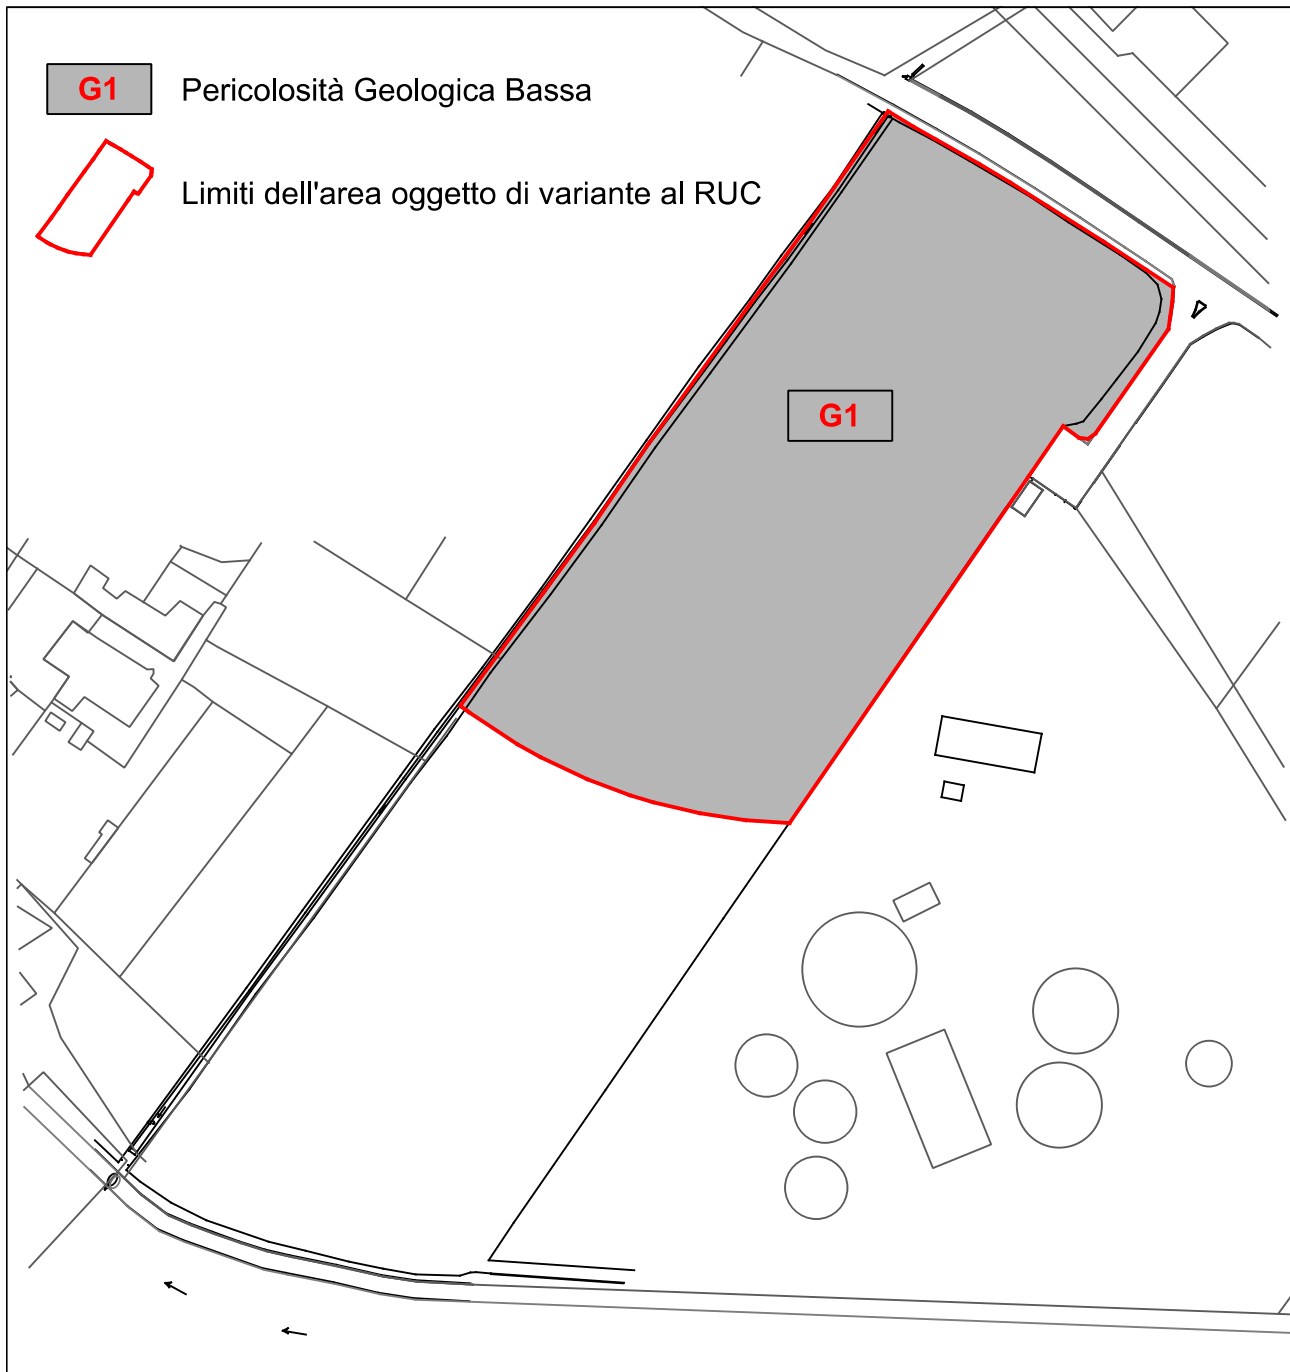 G1 Pericolosità Geologica Bassa
Limiti dell'area oggetto di variante al RUC
G1